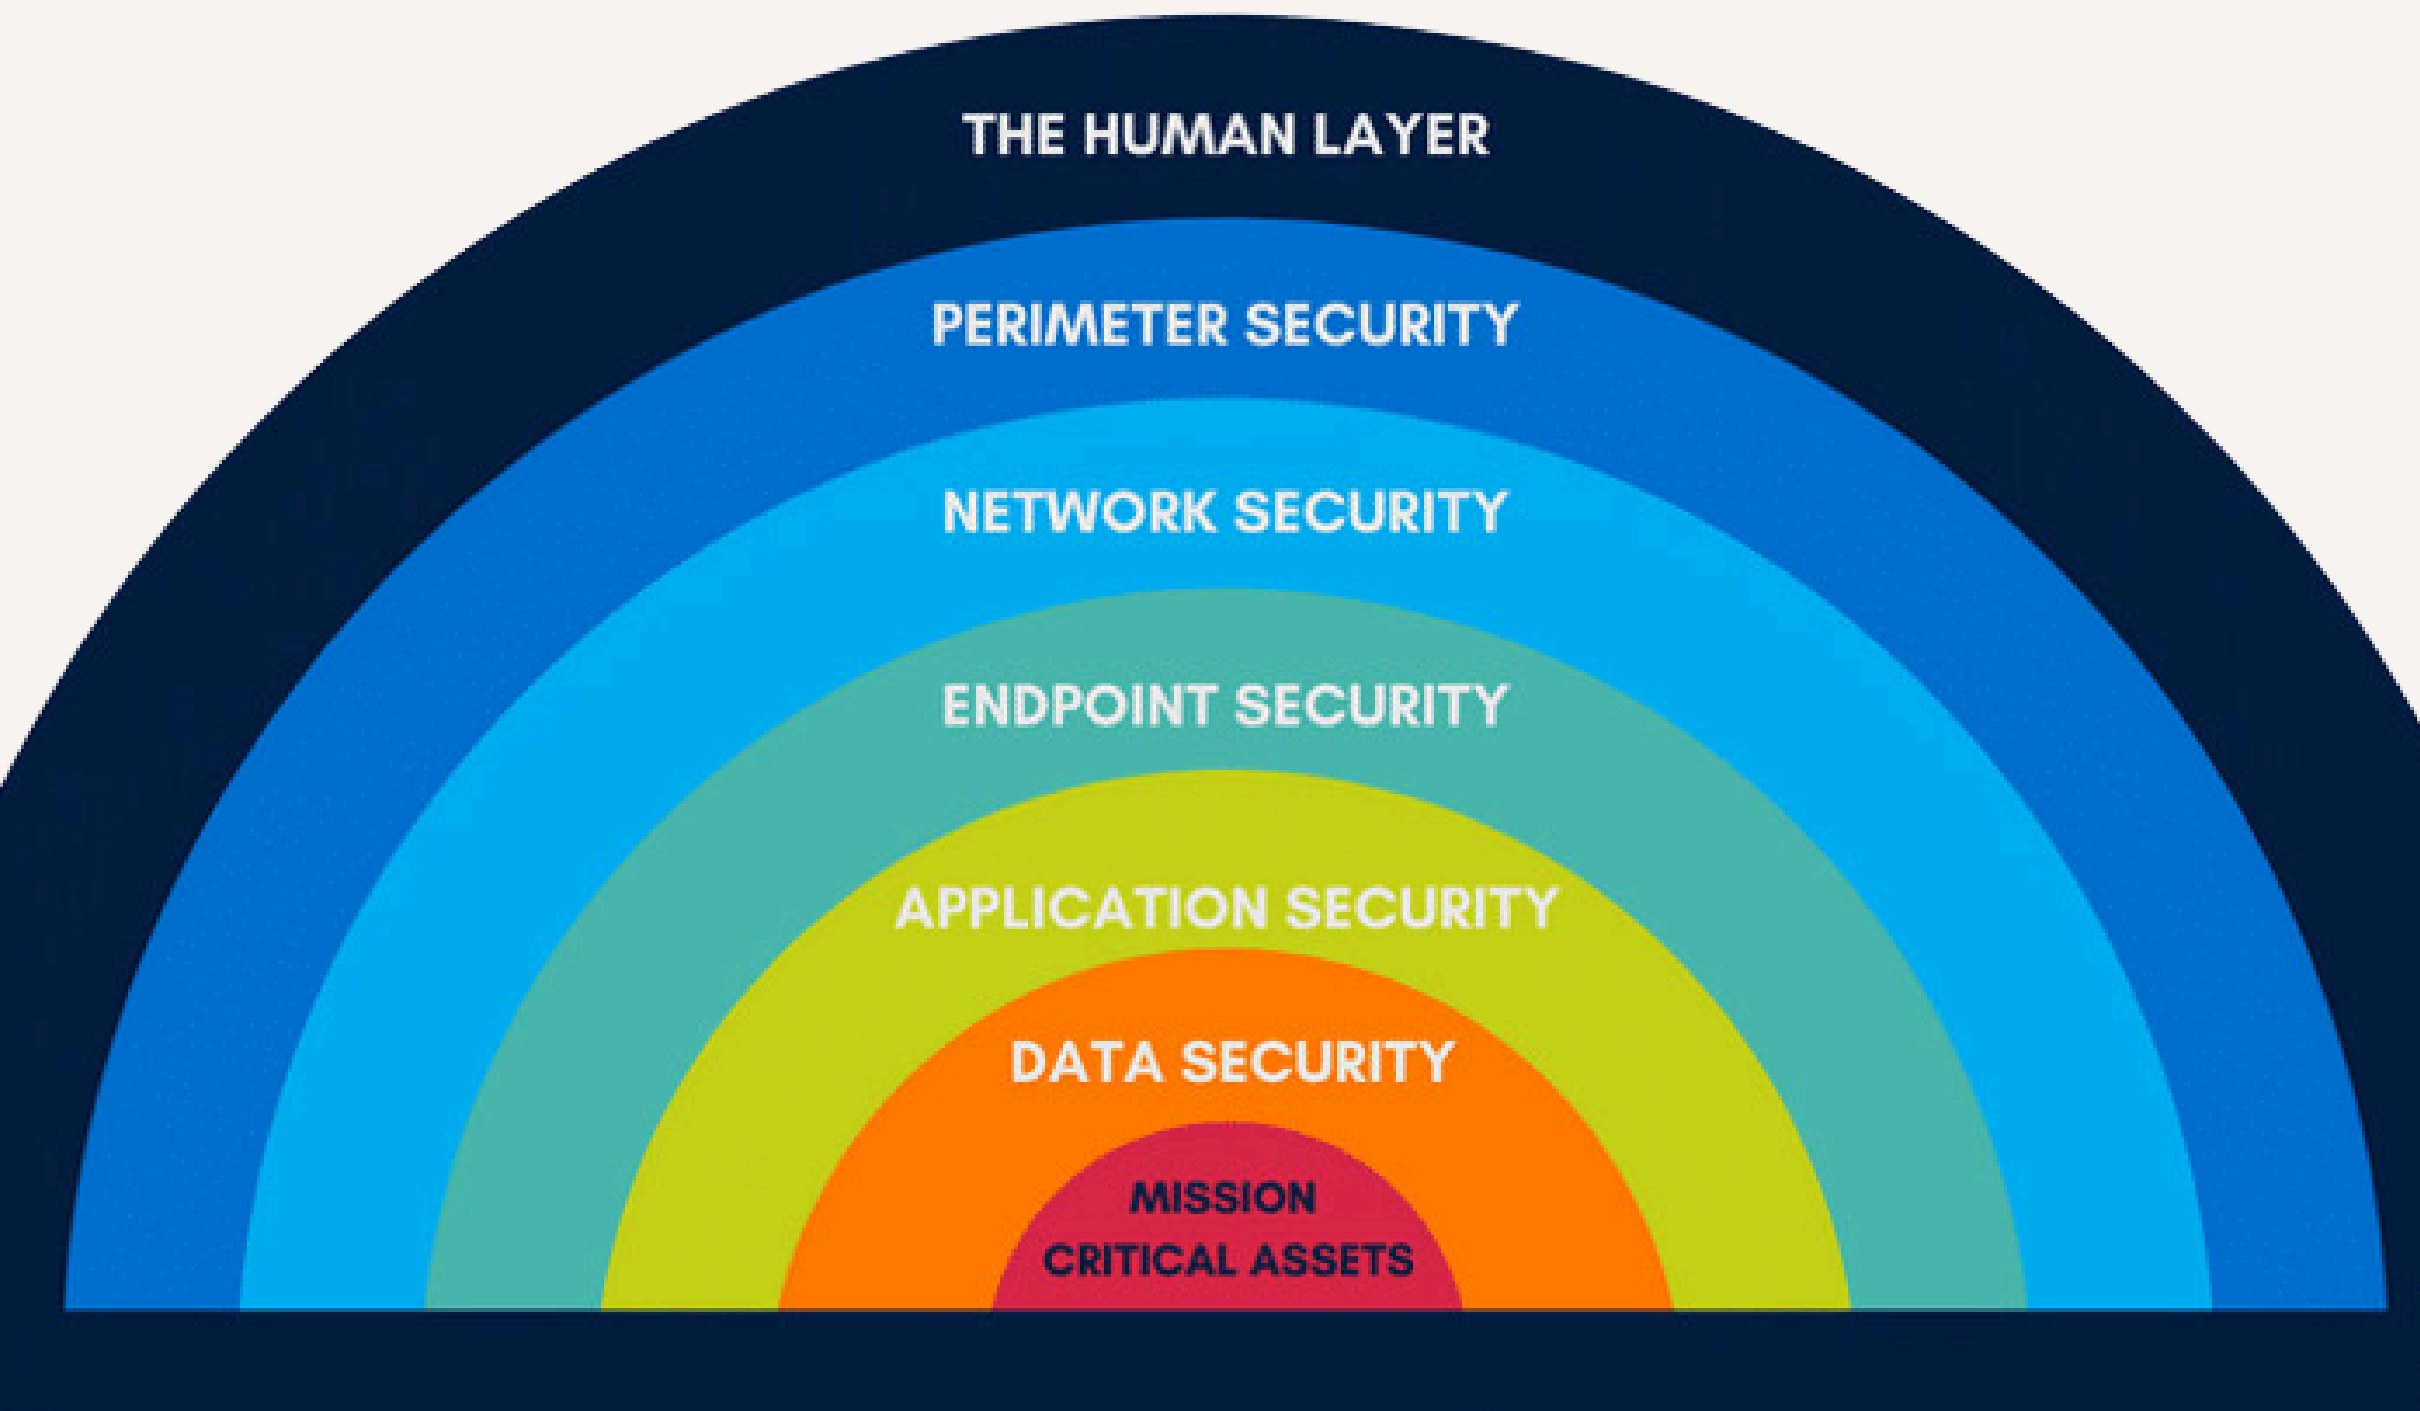 THE HUMAN LAYER
PERIMETER SECURITY
NETWORK SECURITY
ENDPOINT SECURITY
APPLICATION SECURITY
DATA SECURITY
MISSION
CRITICAL ASSETS